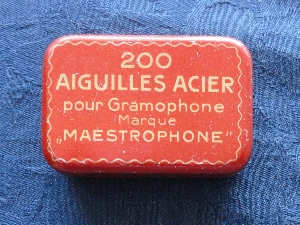 200
AIGUILLES ACIER
pour Gramophone
Marque
„MAESTROPHONE"